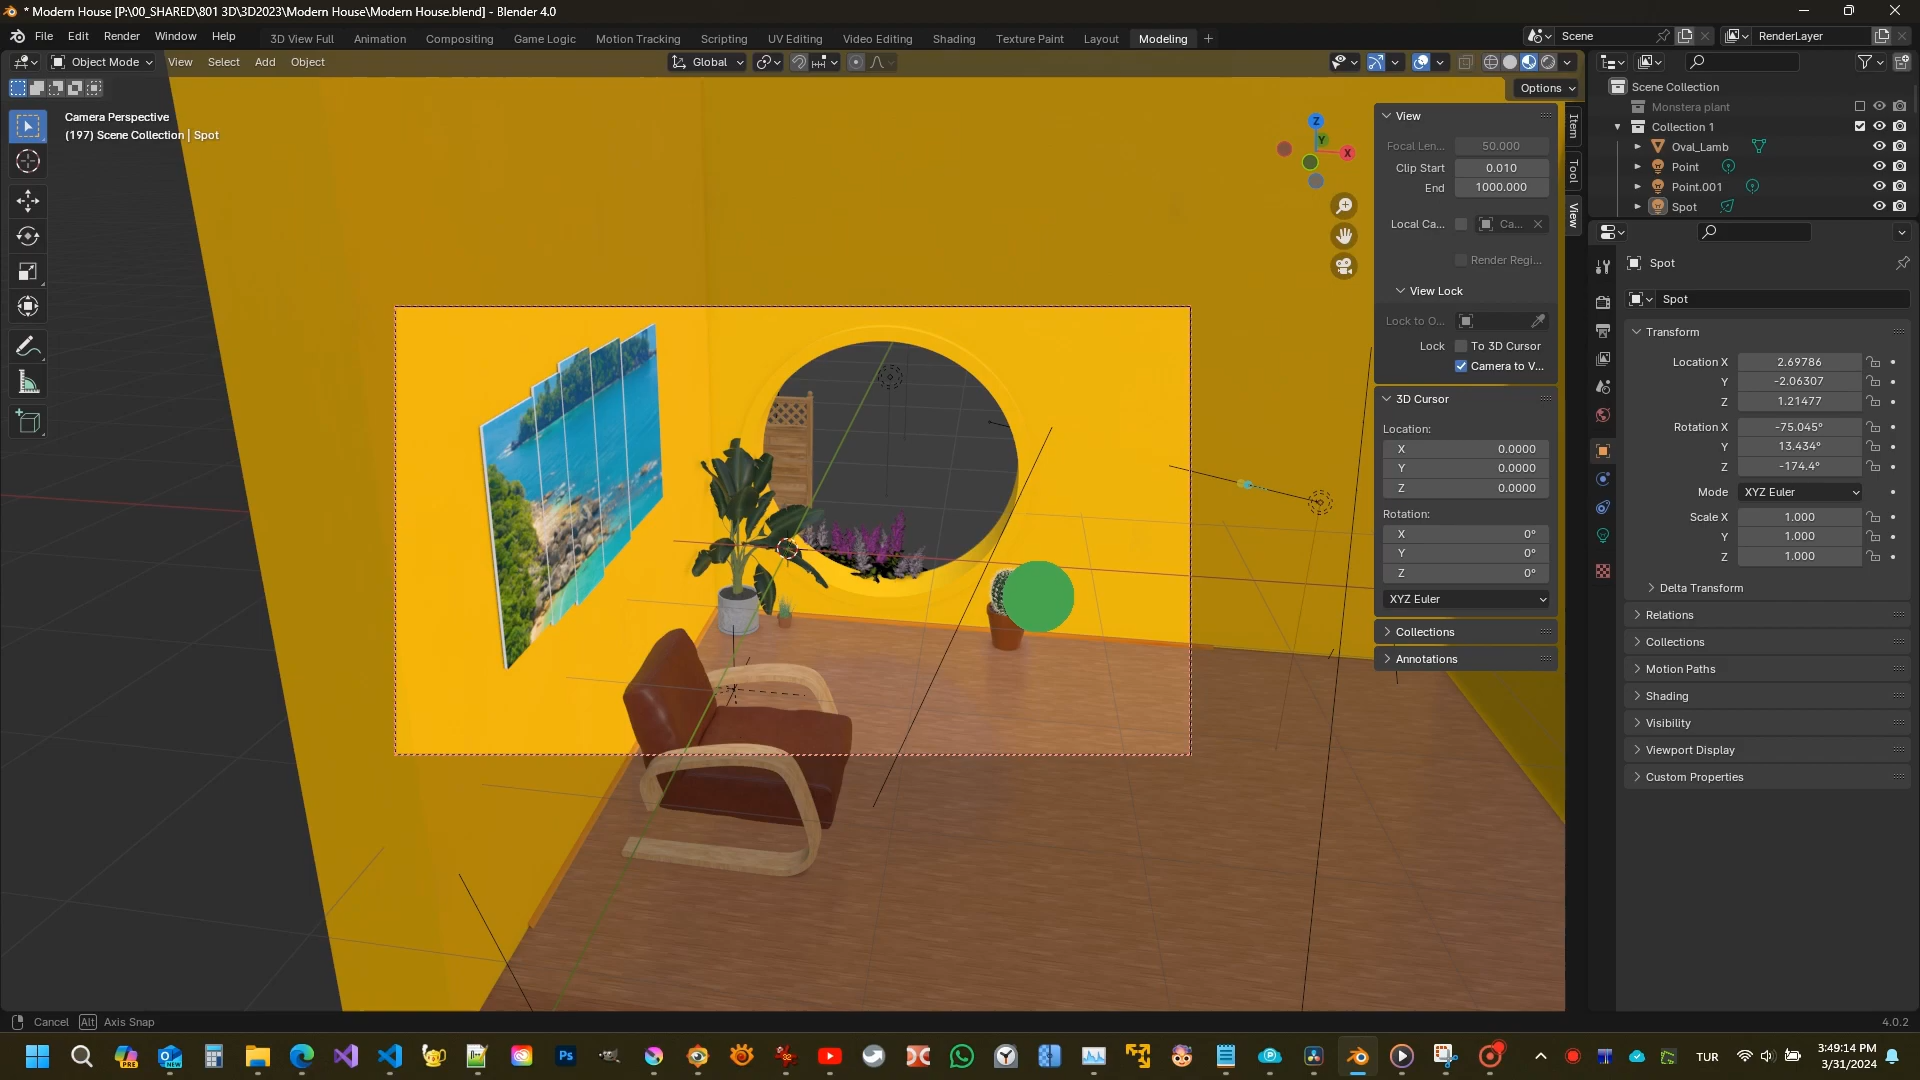 * Modern House [P:\00_SHARED\801 3D\3D2023\Modern House\Modern House.blend] - Blender 4.0
File Edit Render Window Help
3D View Full Animation Compositing Game Logic Motion Tracking Scripting UV Editing Video Editing Shading Texture Paint Layout Modeling
Scene
RenderLayer
Object Mode View Select Add Object
Global
Options
Camera Perspective
(197) Scene Collection | Spot
Z
Y
X
View
Focal Len... 50.000
Clip Start 0.010
End 1000.000
Local Ca... Ca...
Render Regi...
View Lock
Lock to O...
Lock To 3D Cursor
Camera to V...
3D Cursor
Location:
X 0.0000
Y 0.0000
Z 0.0000
Rotation:
X 0°
Y 0°
Z 0°
XYZ Euler
Collections
Annotations
Item
Tool
View
Scene Collection
Monstera plant
Collection 1
Oval_Lamb
Point
Point.001
Spot
Spot
Spot
Transform
Location X 2.69786
Y -2.06307
Z 1.21477
Rotation X -75.045°
Y 13.434°
Z -174.4°
Mode XYZ Euler
Scale X 1.000
Y 1.000
Z 1.000
Delta Transform
Relations
Collections
Motion Paths
Shading
Visibility
Viewport Display
Custom Properties
Cancel Alt Axis Snap
4.0.2
PRE
NEW
Ps
TUR
3:49:14 PM
3/31/2024